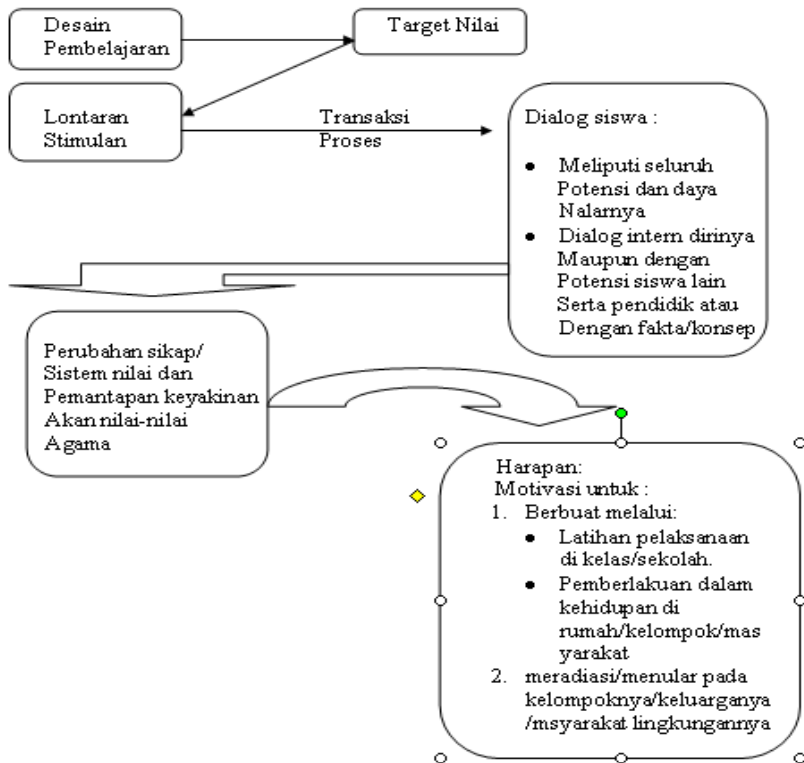 Desain
Pembelajaran
Target Nilai
Lontaran
Stimulan
Transaksi
Proses
Dialog siswa :
● Meliputi seluruh
Potensi dan daya
Nalarnya
● Dialog intern dirinya
Maupun dengan
Potensi siswa lain
Serta pendidik atau
Dengan fakta/konsep
Perubahan sikap/
Sistem nilai dan
Pemantapan keyakinan
Akan nilai-nilai
Agama
Harapan:
Motivasi untuk :
1. Berbuat melalui:
● Latihan pelaksanaan
di kelas/sekolah.
● Pemberlakuan dalam
kehidupan di
rumah/kelompok/mas
yarakat
2. meradiasi/menular pada
kelompoknya/keluarganya
/msyarakat lingkungannya